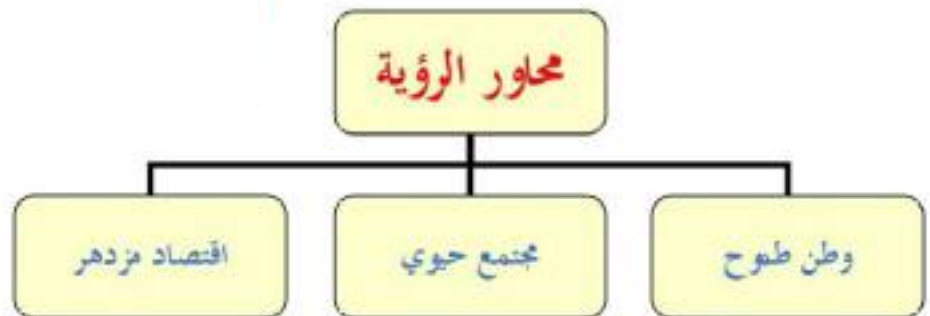 محاور الرؤية
وطن طموح
مجتمع حيوي
اقتصاد مزدهر